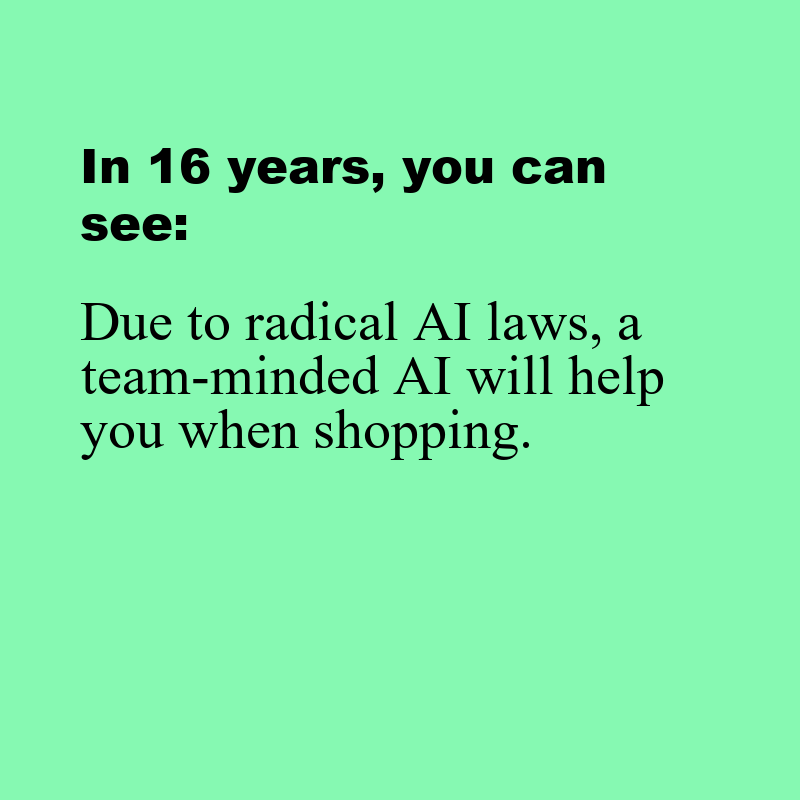 In 16 years, you can
see:
Due to radical AI laws, a
team-minded AI will help
you when shopping.